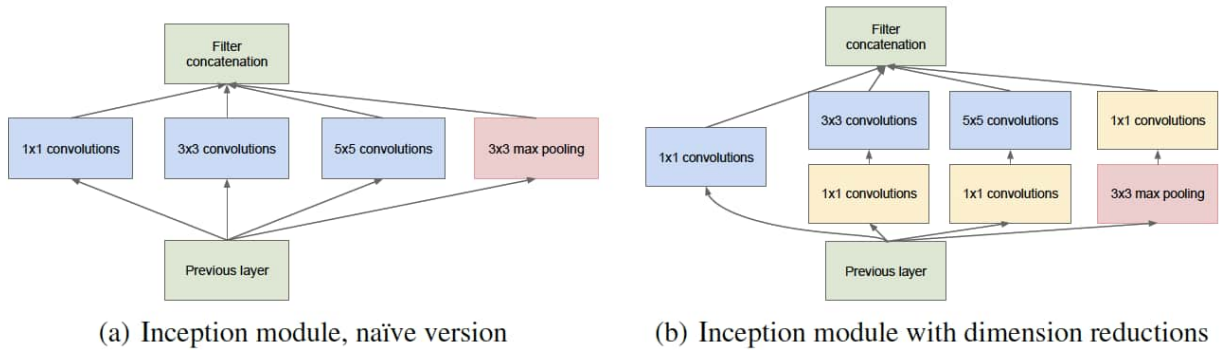 Filter
concatenation
1x1 convolutions
3x3 convolutions
5x5 convolutions
3x3 max pooling
Previous layer
(a) Inception module, naïve version
Filter
concatenation
3x3 convolutions
5x5 convolutions
1x1 convolutions
1x1 convolutions
1x1 convolutions
1x1 convolutions
3x3 max pooling
Previous layer
(b) Inception module with dimension reductions